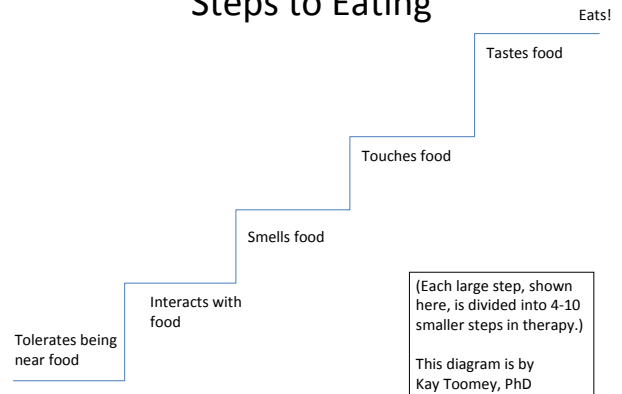 Steps to Eating
Eats!
Tastes food
Touches food
Smells food
Interacts with
food
Tolerates being
near food
(Each large step, shown
here, is divided into 4-10
smaller steps in therapy.)
This diagram is by
Kay Toomey, PhD